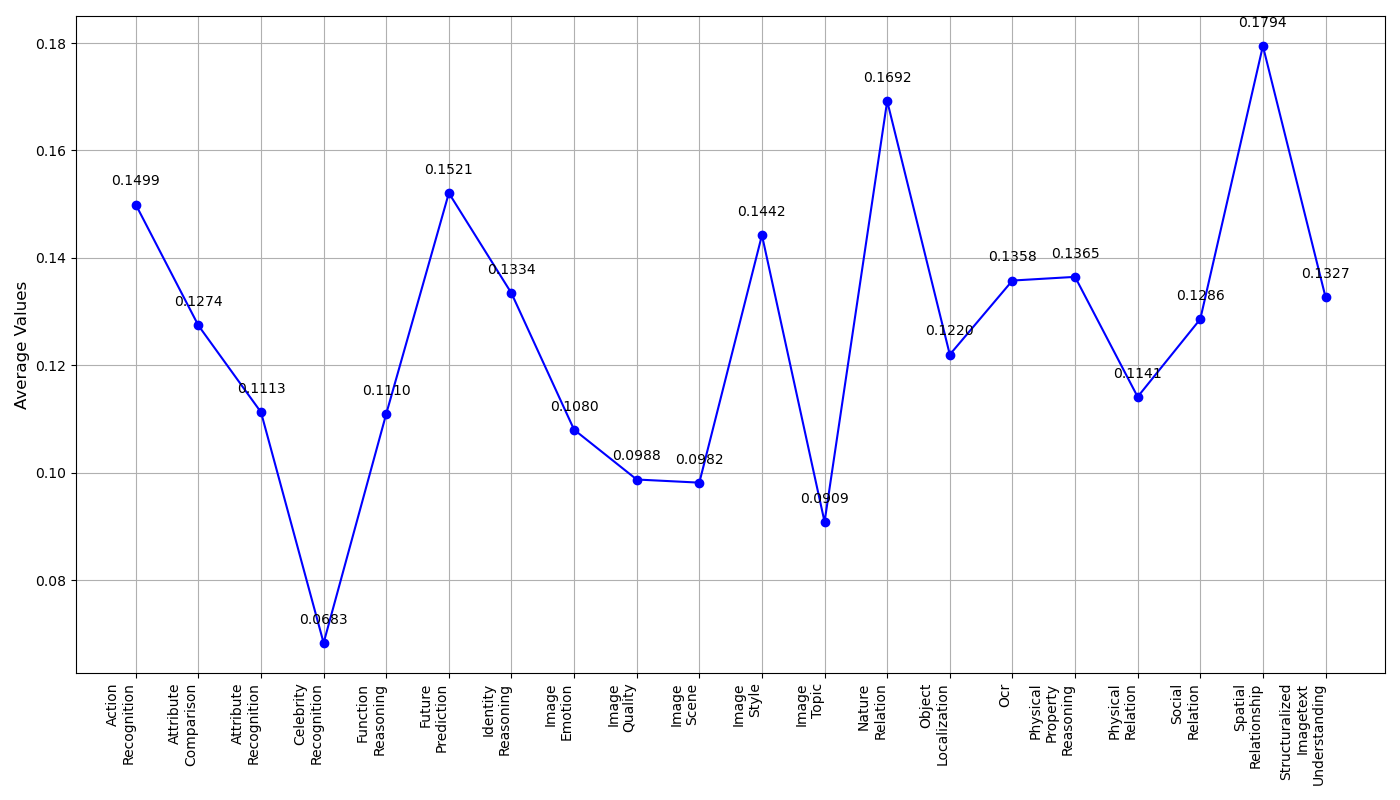 0.1794
0.18
0.1692
0.16
0.1521
0.1499
0.1442
0.14
0.1358
0.1365
0.1334
0.1327
0.1274
0.1286
0.1220
0.12
0.1141
0.1113
0.1110
0.1080
0.10
0.0988
0.0982
0.0909
0.08
0.0683
Average Values
Action
Recognition
Attribute
Comparison
Attribute
Recognition
Celebrity
Recognition
Function
Reasoning
Future
Prediction
Identity
Reasoning
Image
Emotion
Image
Quality
Image
Scene
Image
Style
Image
Topic
Nature
Relation
Object
Localization
Ocr
Physical
Property
Reasoning
Physical
Relation
Social
Relation
Spatial
Relationship
Structuralized
Imagetext
Understanding